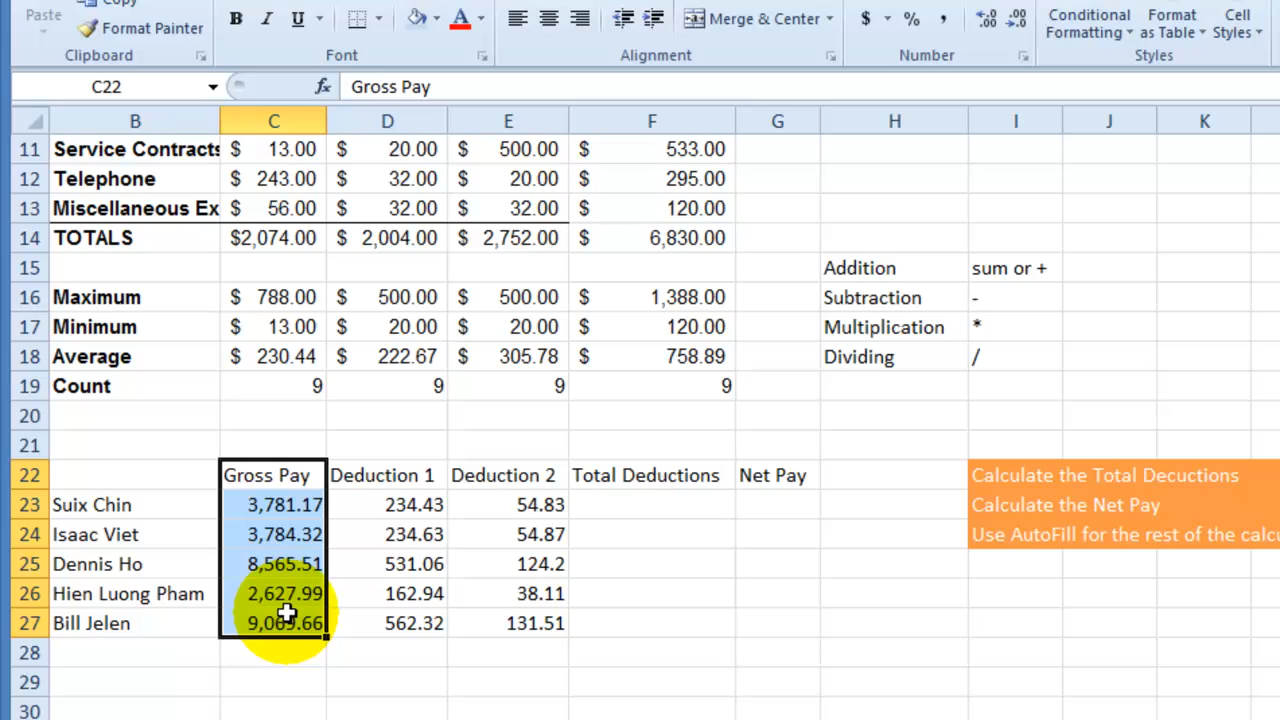 Paste Copy B I U Merge & Center $ % , .00 .00 Conditional Format Cell
Format Painter Formatting as Table Styles
Clipboard Font Alignment Number Styles
C22 fx Gross Pay
B C D E F G H I J K
11 Service Contracts $ 13.00 $ 20.00 $ 500.00 $ 533.00
12 Telephone $ 243.00 $ 32.00 $ 20.00 $ 295.00
13 Miscellaneous Ex $ 56.00 $ 32.00 $ 32.00 $ 120.00
14 TOTALS $2,074.00 $ 2,004.00 $ 2,752.00 $ 6,830.00
15 Addition sum or +
16 Maximum $ 788.00 $ 500.00 $ 500.00 $ 1,388.00 Subtraction -
17 Minimum $ 13.00 $ 20.00 $ 20.00 $ 120.00 Multiplication *
18 Average $ 230.44 $ 222.67 $ 305.78 $ 758.89 Dividing /
19 Count 9 9 9 9
20
21
22 Gross Pay Deduction 1 Deduction 2 Total Deductions Net Pay Calculate the Total Decuctions
23 Suix Chin 3,781.17 234.43 54.83 Calculate the Net Pay
24 Isaac Viet 3,784.32 234.63 54.87 Use AutoFill for the rest of the calcu
25 Dennis Ho 8,565.51 531.06 124.2
26 Hien Luong Pham 2,627.99 162.94 38.11
27 Bill Jelen 9,069.66 562.32 131.51
28
29
30